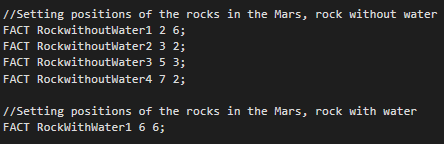 //Setting positions of the rocks in the Mars, rock without water
FACT RockwithoutWater1 2 6;
FACT RockwithoutWater2 3 2;
FACT RockwithoutWater3 5 3;
FACT RockwithoutWater4 7 2;
//Setting positions of the rocks in the Mars, rock with water
FACT RockWithWater1 6 6;